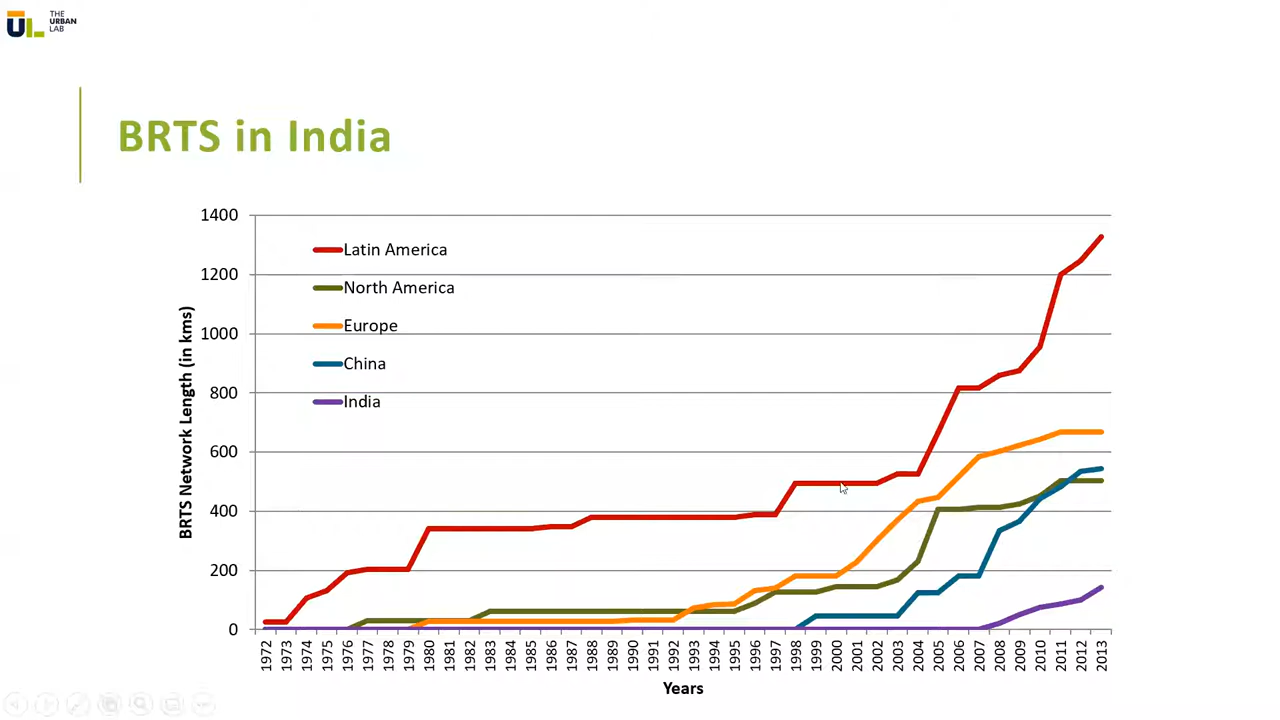 THE
URBAN
LAB
BRTS in India
BRTS Network Length (in kms)
1400
1200
1000
800
600
400
200
0
Latin America
North America
Europe
China
India
1972 1973 1974 1975 1976 1977 1978 1979 1980 1981 1982 1983 1984 1985 1986 1987 1988 1989 1990 1991 1992 1993 1994 1995 1996 1997 1998 1999 2000 2001 2002 2003 2004 2005 2006 2007 2008 2009 2010 2011 2012 2013
Years